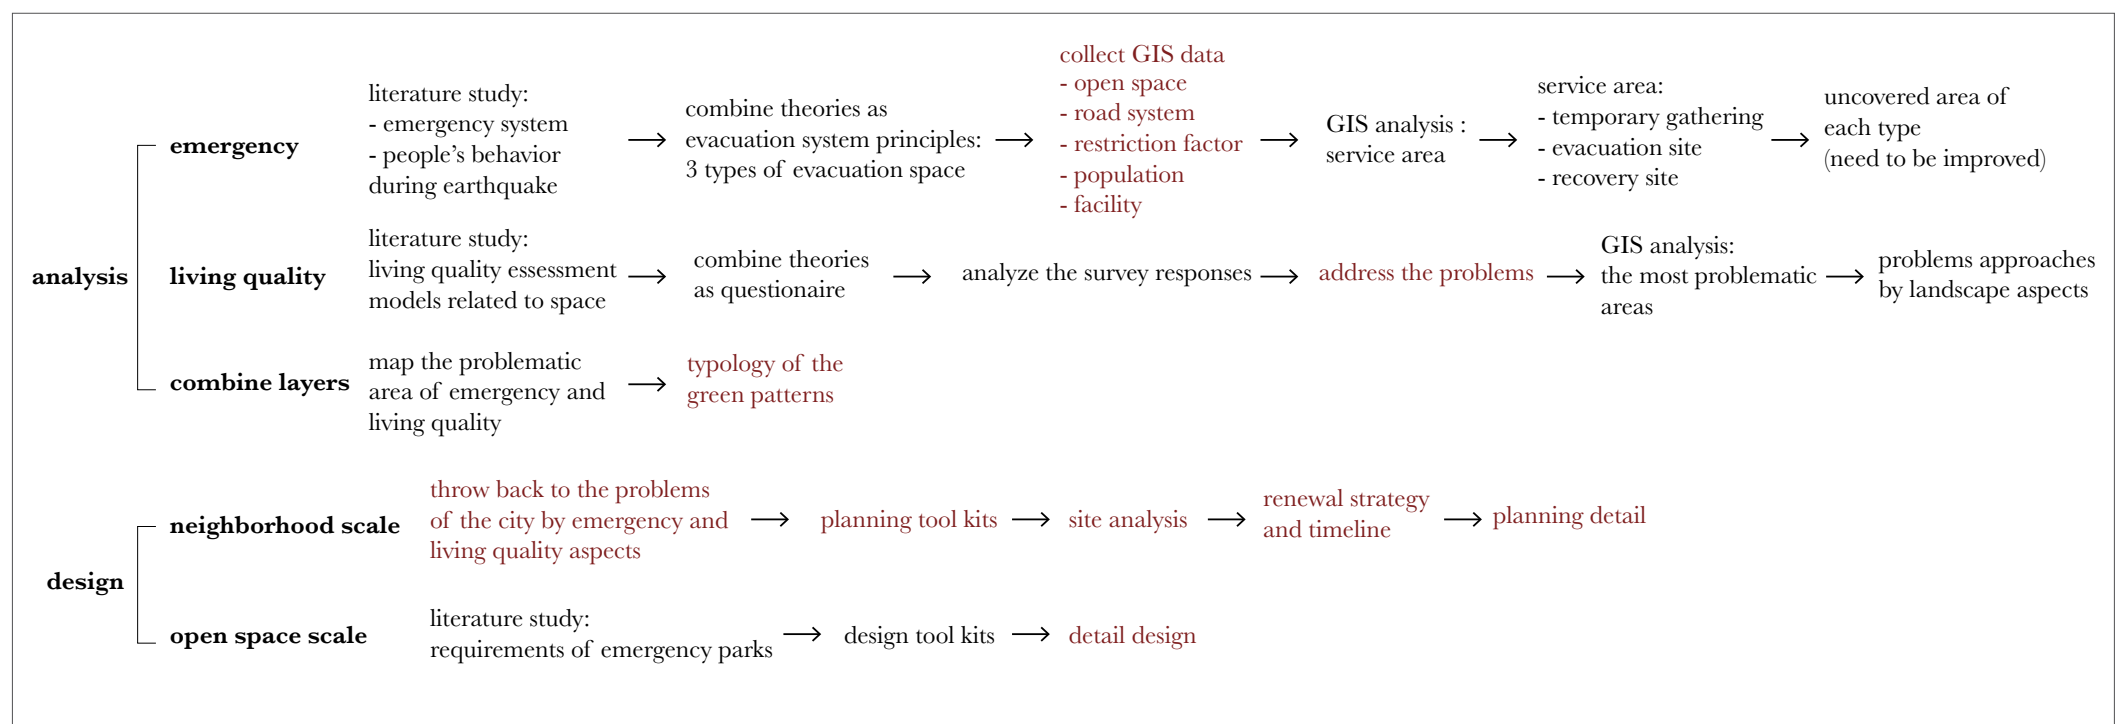 analysis
emergency
literature study:
- emergency system
- people’s behavior
during earthquake
combine theories as
evacuation system principles:
3 types of evacuation space
collect GIS data
- open space
- road system
- restriction factor
- population
- facility
GIS analysis :
service area
service area:
- temporary gathering
- evacuation site
- recovery site
uncovered area of
each type
(need to be improved)
living quality
literature study:
living quality essessment
models related to space
combine theories
as questionaire
analyze the survey responses
address the problems
GIS analysis:
the most problematic
areas
problems approaches
by landscape aspects
combine layers
map the problematic
area of emergency and
living quality
typology of the
green patterns
design
neighborhood scale
throw back to the problems
of the city by emergency and
living quality aspects
planning tool kits
site analysis
renewal strategy
and timeline
planning detail
open space scale
literature study:
requirements of emergency parks
design tool kits
detail design